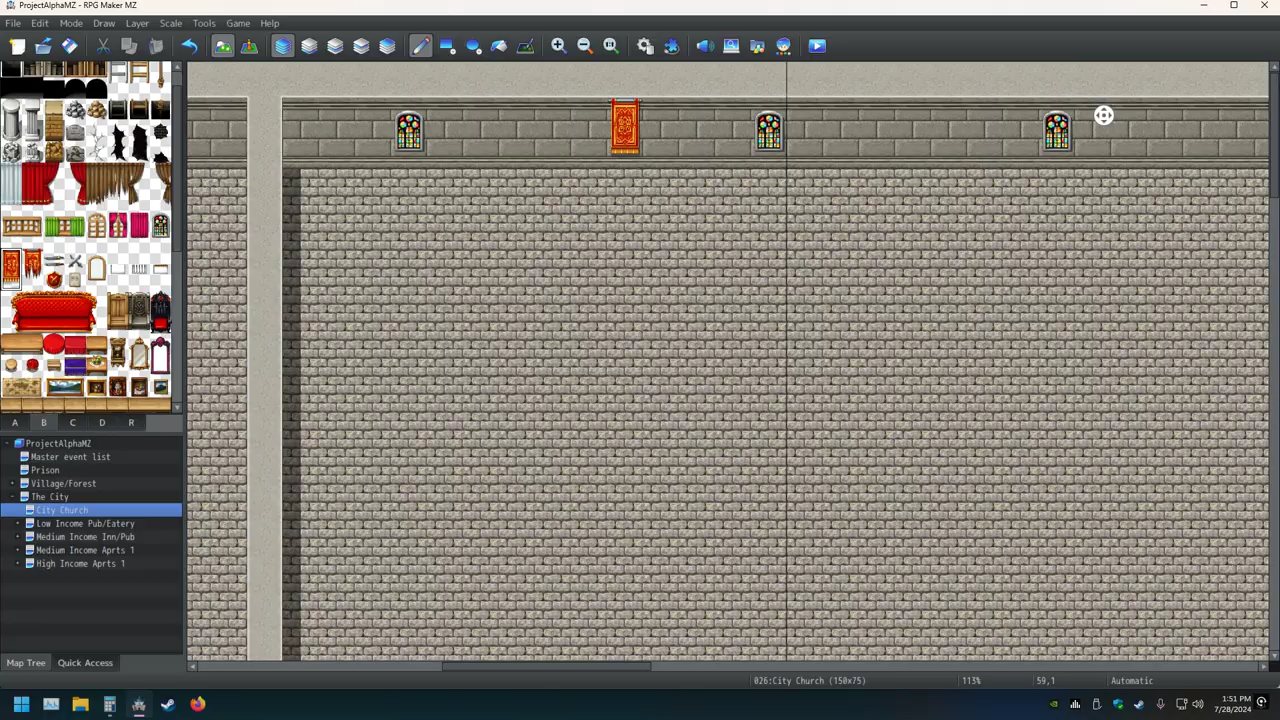 ProjectAlphaMZ - RPG Maker MZ
File Edit Mode Draw Layer Scale Tools Game Help
A B C D R
ProjectAlphaMZ
Master event list
Prison
Village/Forest
The City
City Church
Low Income Pub/Eatery
Medium Income Inn/Pub
Medium Income Aprts 1
High Income Aprts 1
Map Tree Quick Access
026:City Church (150x75) 113% 59,1 Automatic
1:51 PM
7/28/2024